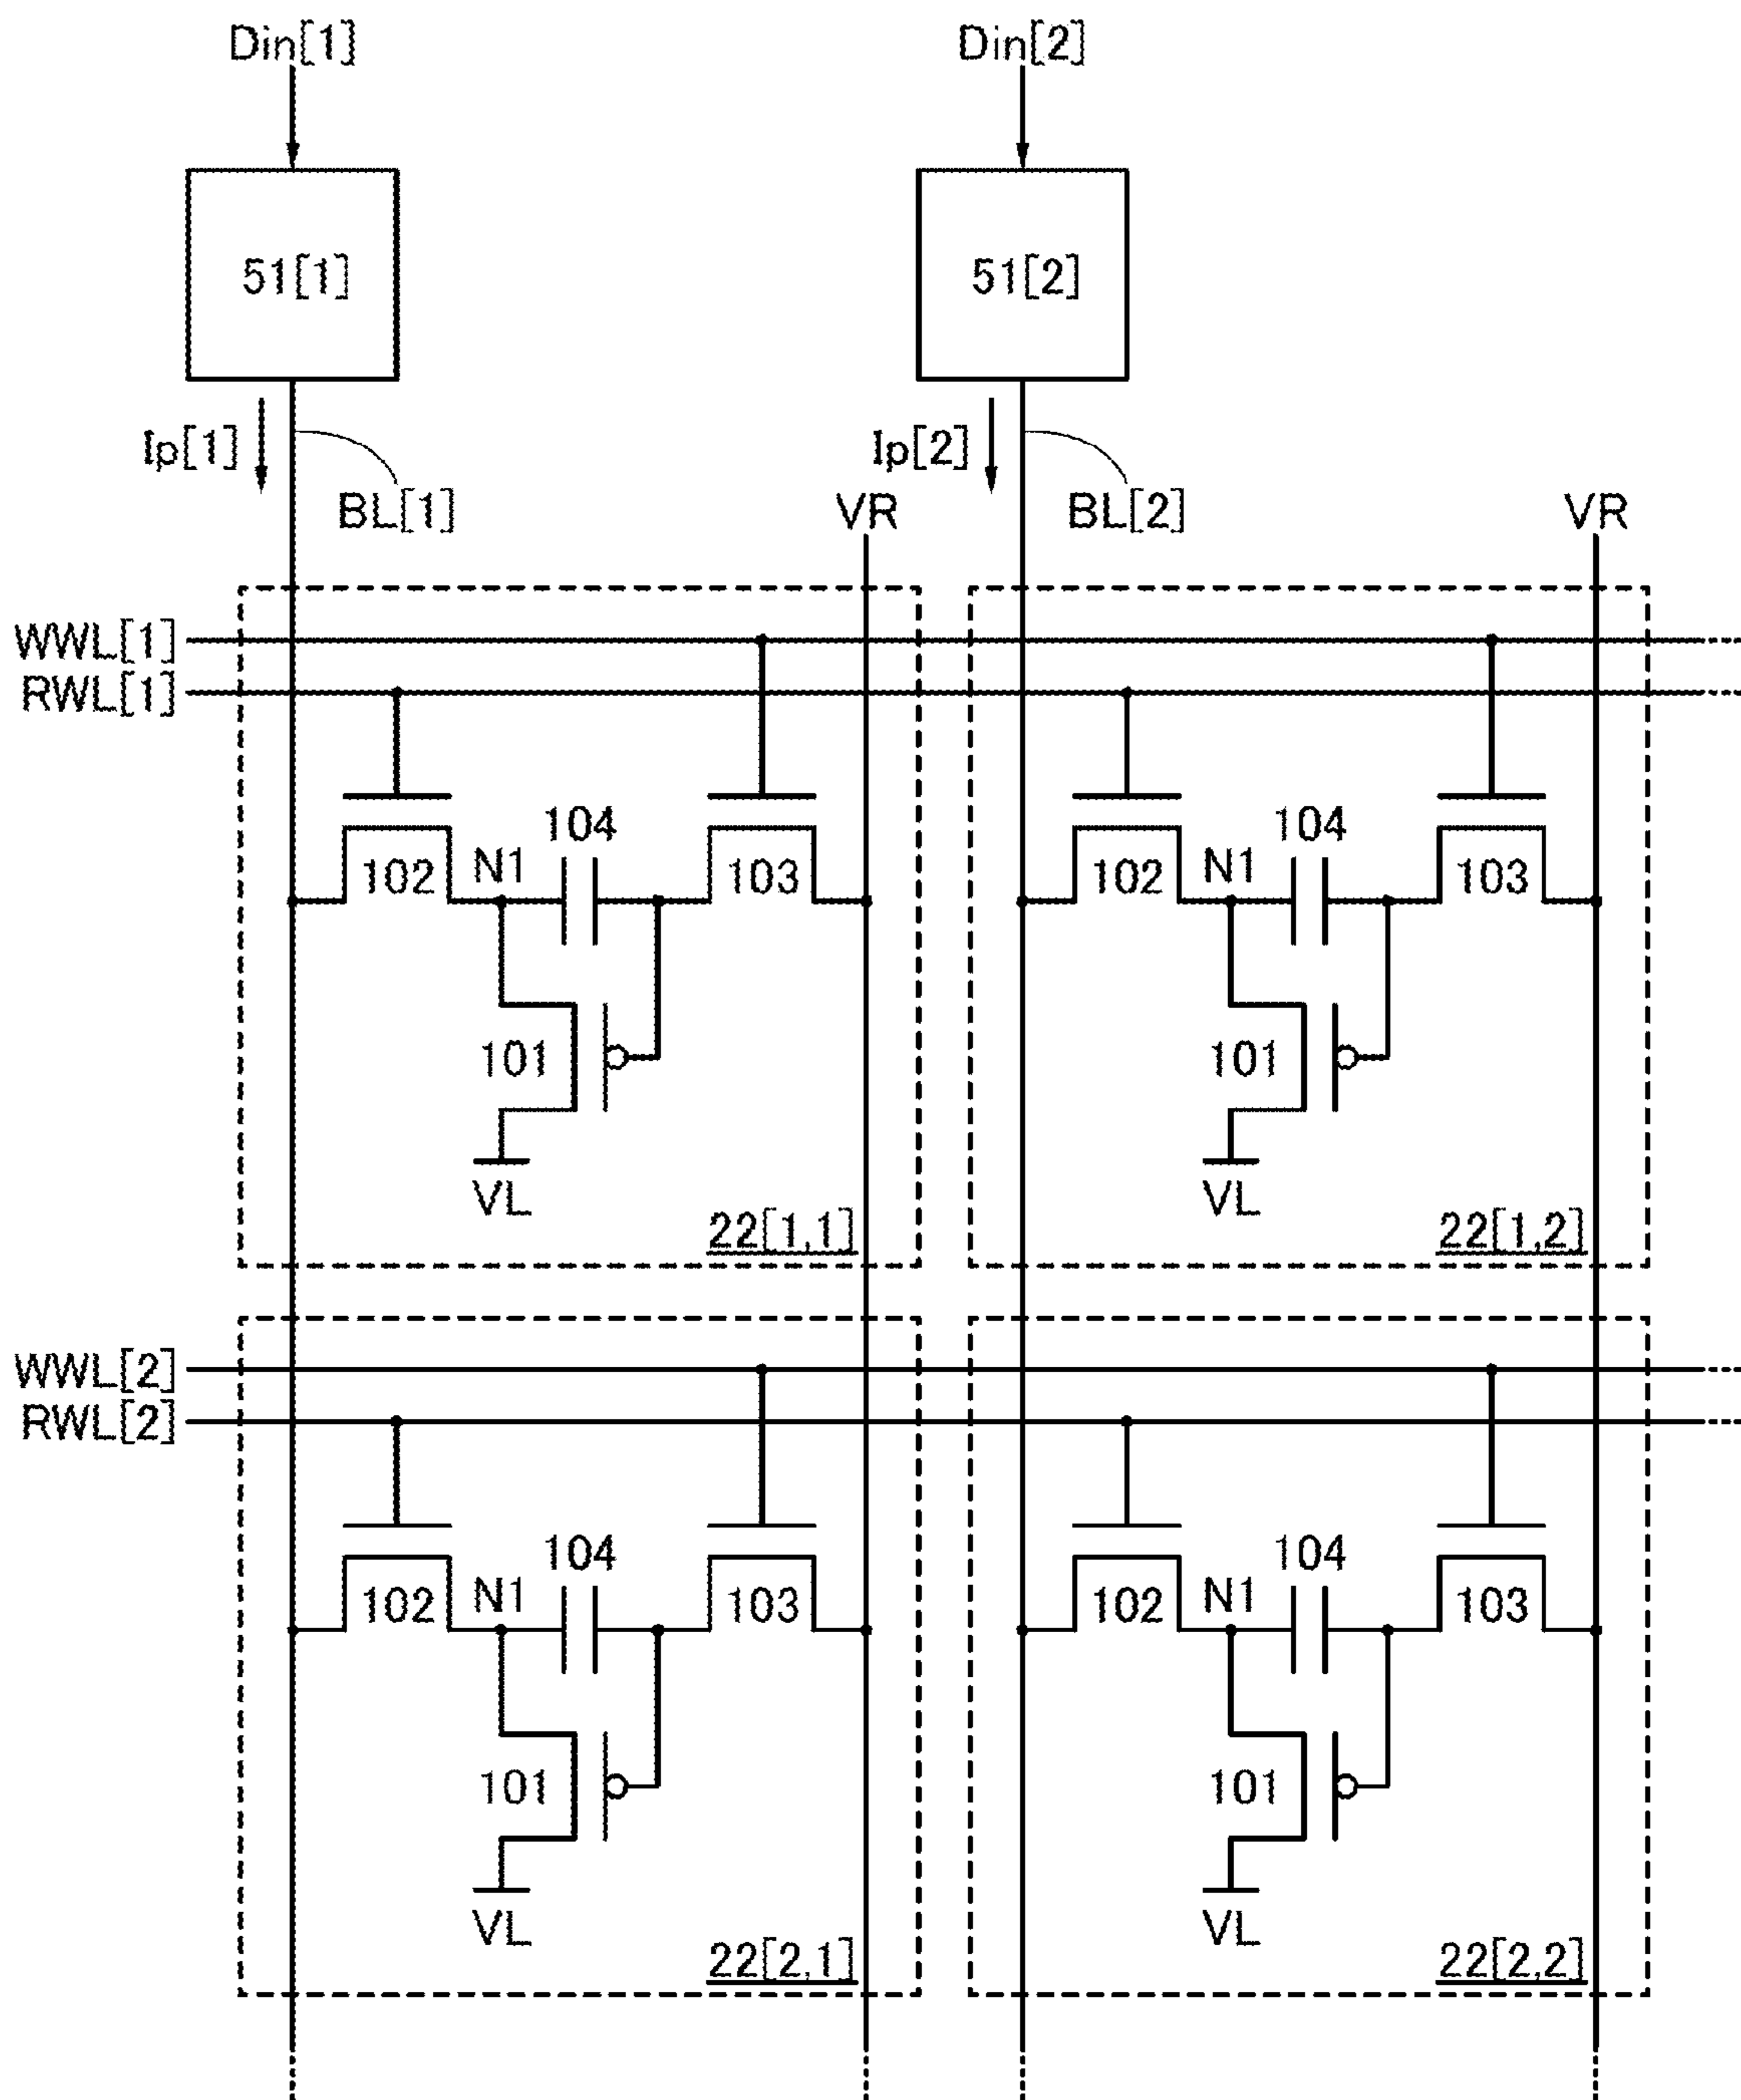 Din[1] Din[2]
51[1] 51[2]
Ip[1] Ip[2]
BL[1] VR BL[2] VR
WWL[1]
RWL[1]
104 104
102 N1 103 102 N1 103
101 101
VL VL
22[1,1] 22[1,2]
WWL[2]
RWL[2]
104 104
102 N1 103 102 N1 103
101 101
VL VL
22[2,1] 22[2,2]